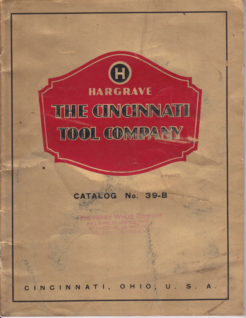 H
HARGRAVE
THE CINCINNATI
TOOL COMPANY
CATALOG No. 39-B
CINCINNATI, OHIO, U. S. A.